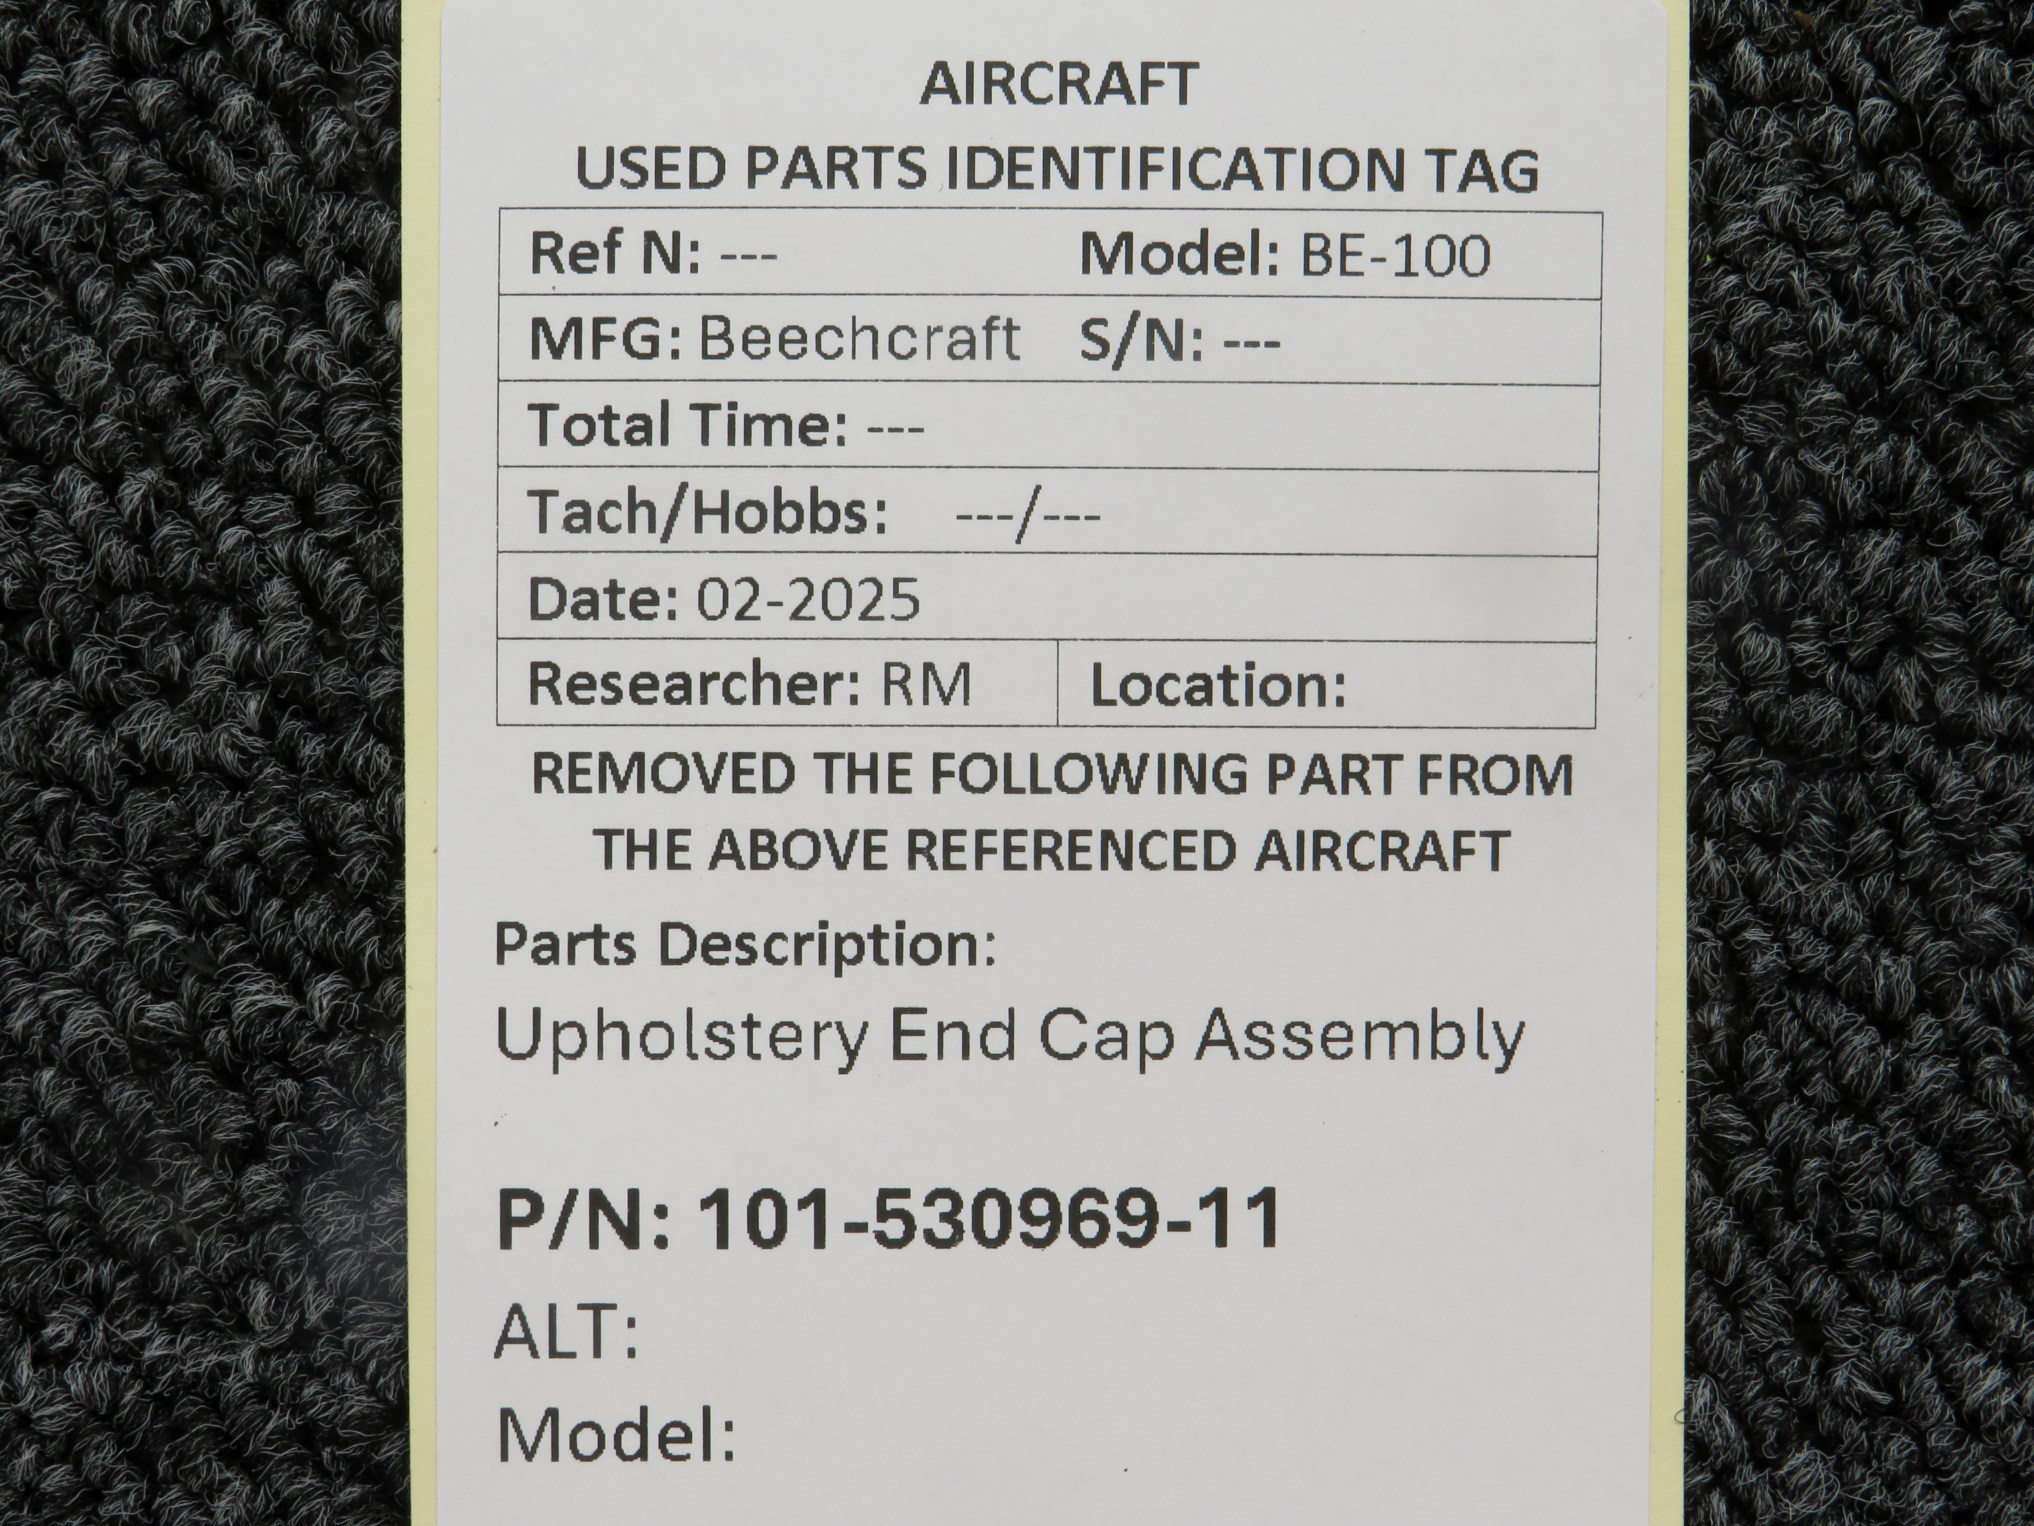 AIRCRAFT
USED PARTS IDENTIFICATION TAG
Ref N: --- Model: BE-100
MFG: Beechcraft S/N: ---
Total Time: ---
Tach/Hobbs: ---/---
Date: 02-2025
Researcher: RM Location:
REMOVED THE FOLLOWING PART FROM
THE ABOVE REFERENCED AIRCRAFT
Parts Description:
Upholstery End Cap Assembly
P/N: 101-530969-11
ALT:
Model: